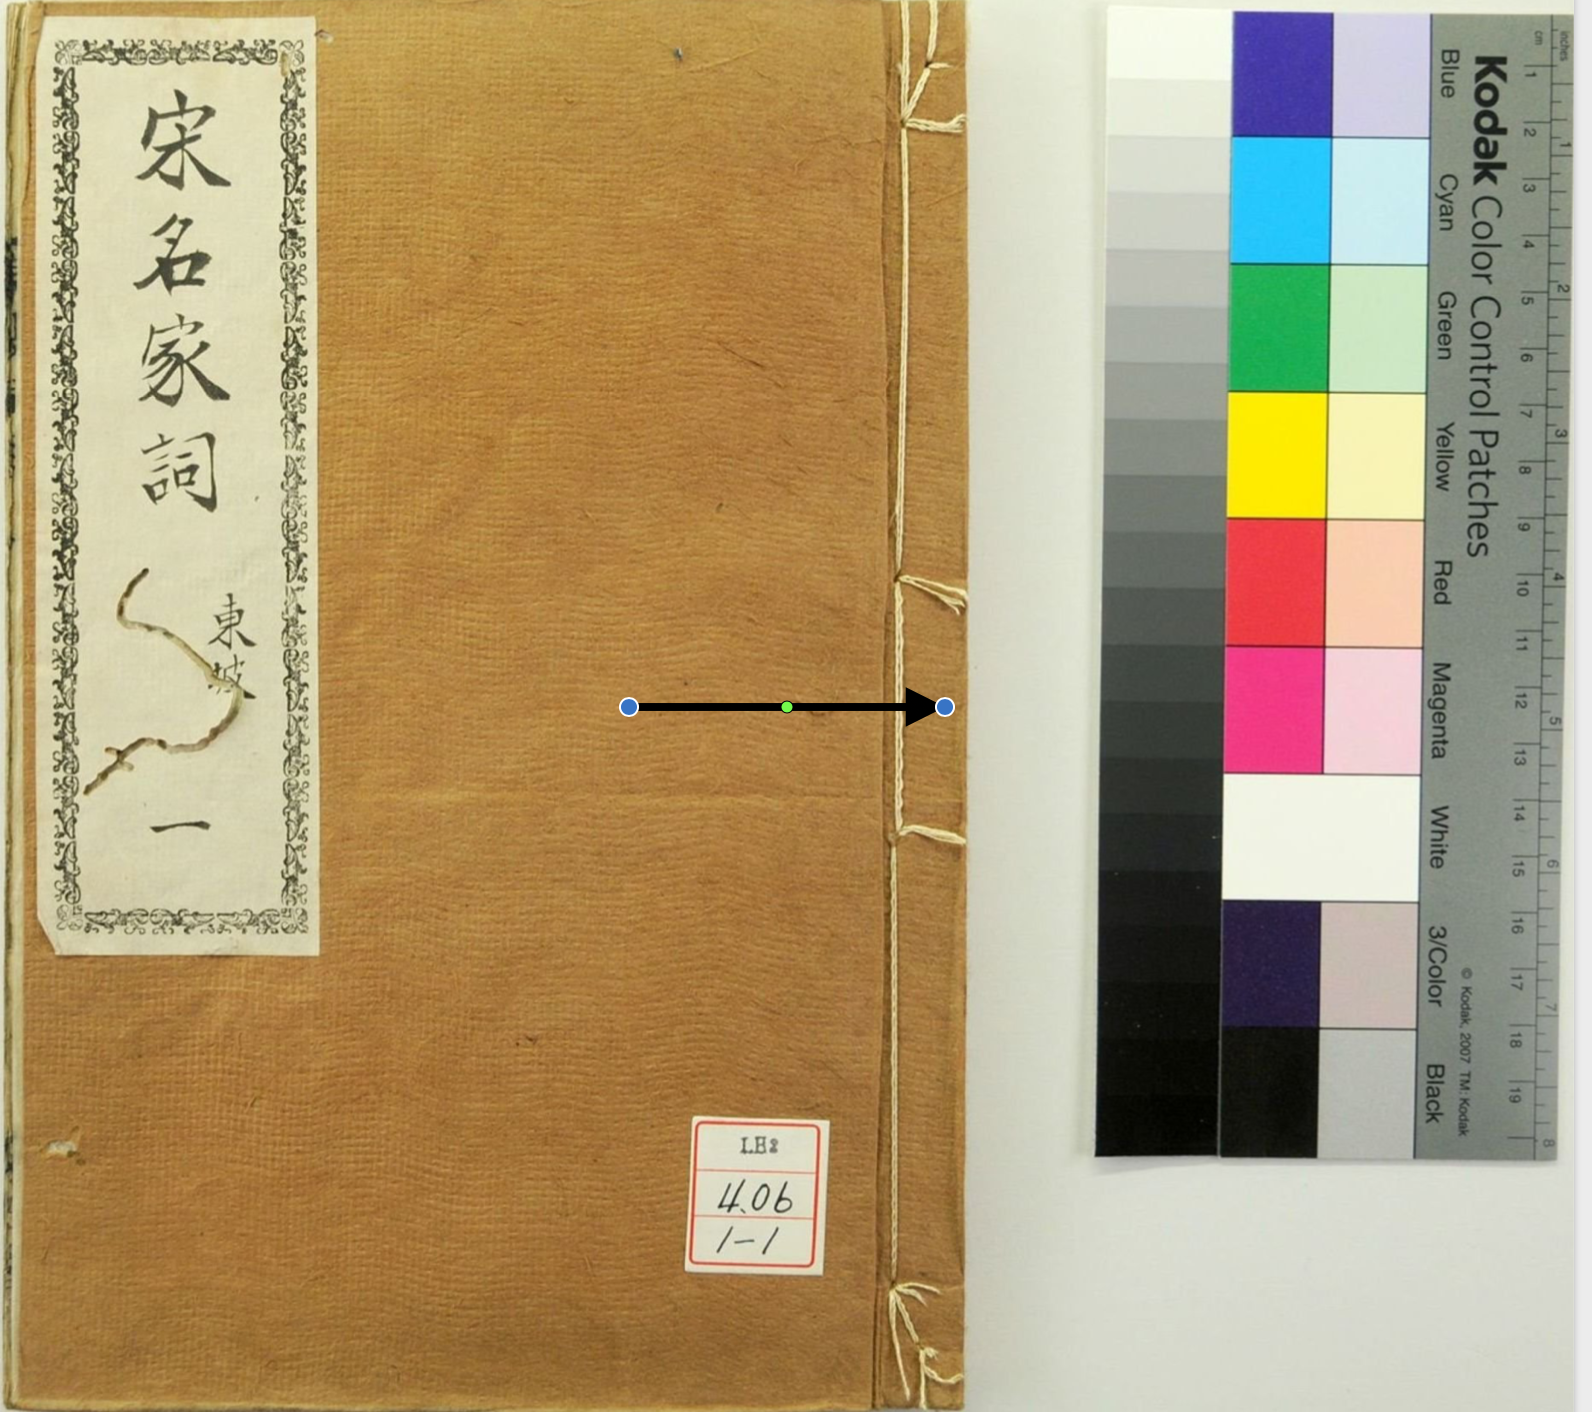 宋名家詞
東坡
一
LH2
4.06
1-1
Kodak Color Control Patches
Blue
Cyan
Green
Yellow
Red
Magenta
White
3/Color
Black
© Kodak, 2007 TM: Kodak
cm 1 2 3 4 5 6 7 8 9 10 11 12 13 14 15 16 17 18 19
inches 1 2 3 4 5 6 7 8